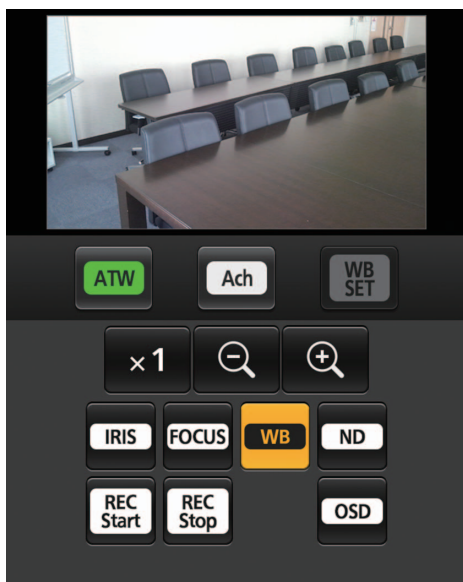 ATW
Ach
WB
SET
×1
IRIS
FOCUS
WB
ND
REC
Start
REC
Stop
OSD